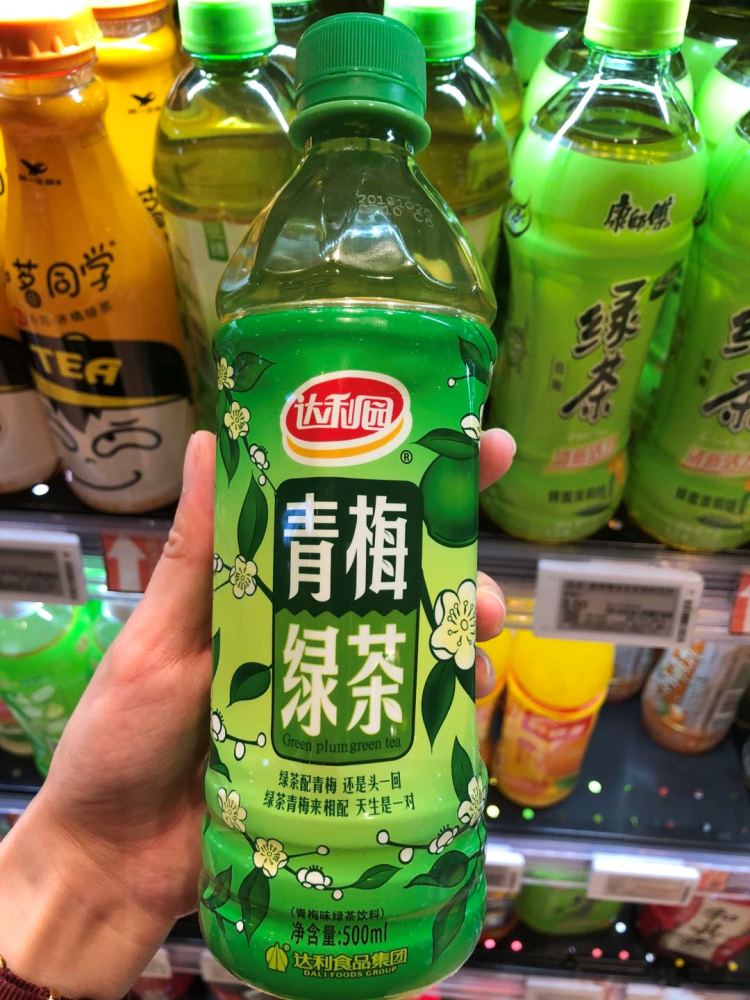 达利园
®
青梅
绿茶
Green plumgreen tea
绿茶配青梅 还是头一回
绿茶青梅来相配 天生是一对
(青梅味绿茶饮料)
净含量:500ml
达利食品集团
DALI FOODS GROUP
茗同学
TEA
康师傅
绿茶